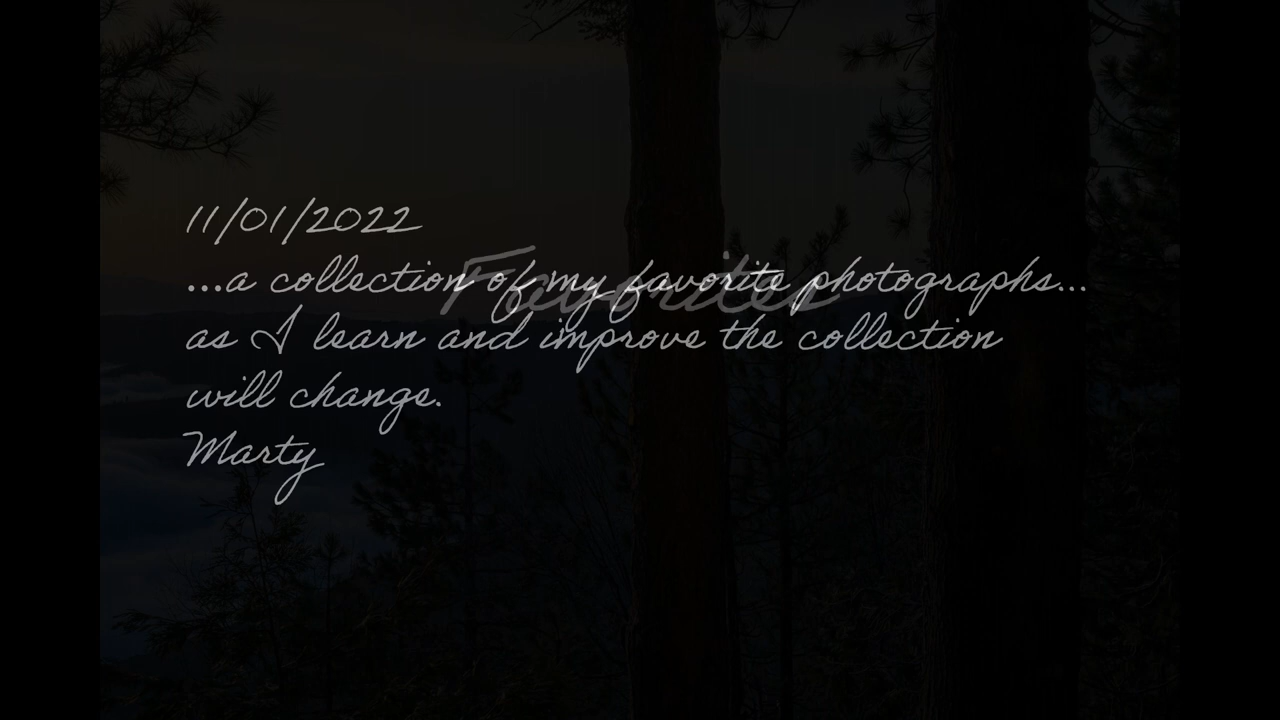 11/01/2022
Favorites
...a collection of my favorite photographs...
as I learn and improve the collection
will change.
Marty